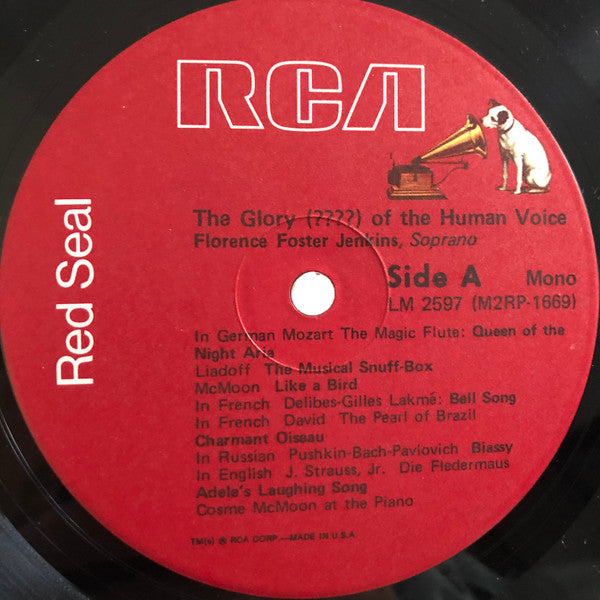 RCA
Red Seal
The Glory (????) of the Human Voice
Florence Foster Jenkins, Soprano
Side A Mono
LM 2597 (M2RP-1669)
In German Mozart The Magic Flute: Queen of the
Night Aria
Liadoff The Musical Snuff-Box
McMoon Like a Bird
In French Delibes-Gilles Lakmé: Bell Song
In French David The Pearl of Brazil
Charmant Oiseau
In Russian Pushkin-Bach-Pavlovich Biassy
In English J. Strauss, Jr. Die Fledermaus
Adele's Laughing Song
Cosme McMoon at the Piano
TM(s) ® RCA CORP.—MADE IN U.S.A.